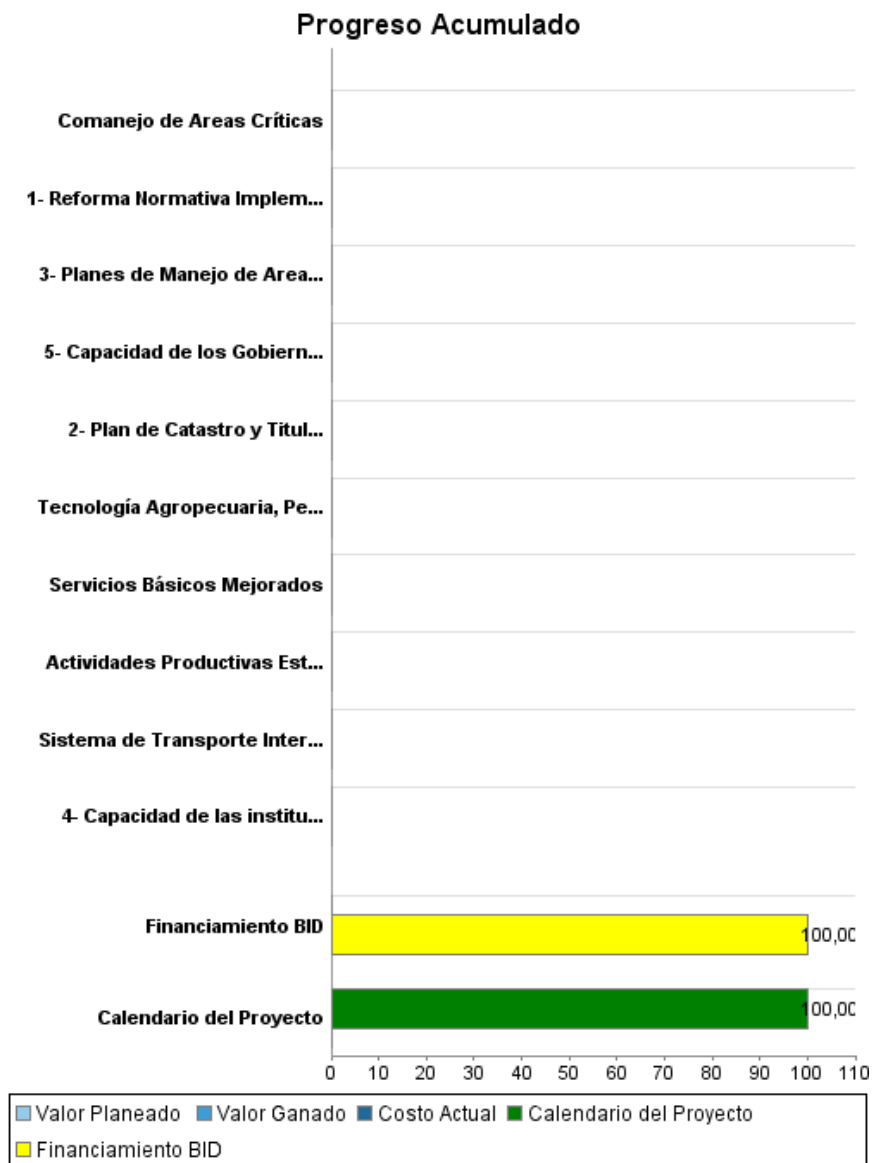 Progreso Acumulado
Comanejo de Areas Críticas
1- Reforma Normativa Implem...
3- Planes de Manejo de Area...
5- Capacidad de los Gobiern...
2- Plan de Catastro y Titul...
Tecnología Agropecuaria, Pe...
Servicios Básicos Mejorados
Actividades Productivas Est...
Sistema de Transporte Inter...
4- Capacidad de las institu...
Financiamiento BID 100,00
Calendario del Proyecto 100,00
0 10 20 30 40 50 60 70 80 90 100 110
Valor Planeado Valor Ganado Costo Actual Calendario del Proyecto
Financiamiento BID